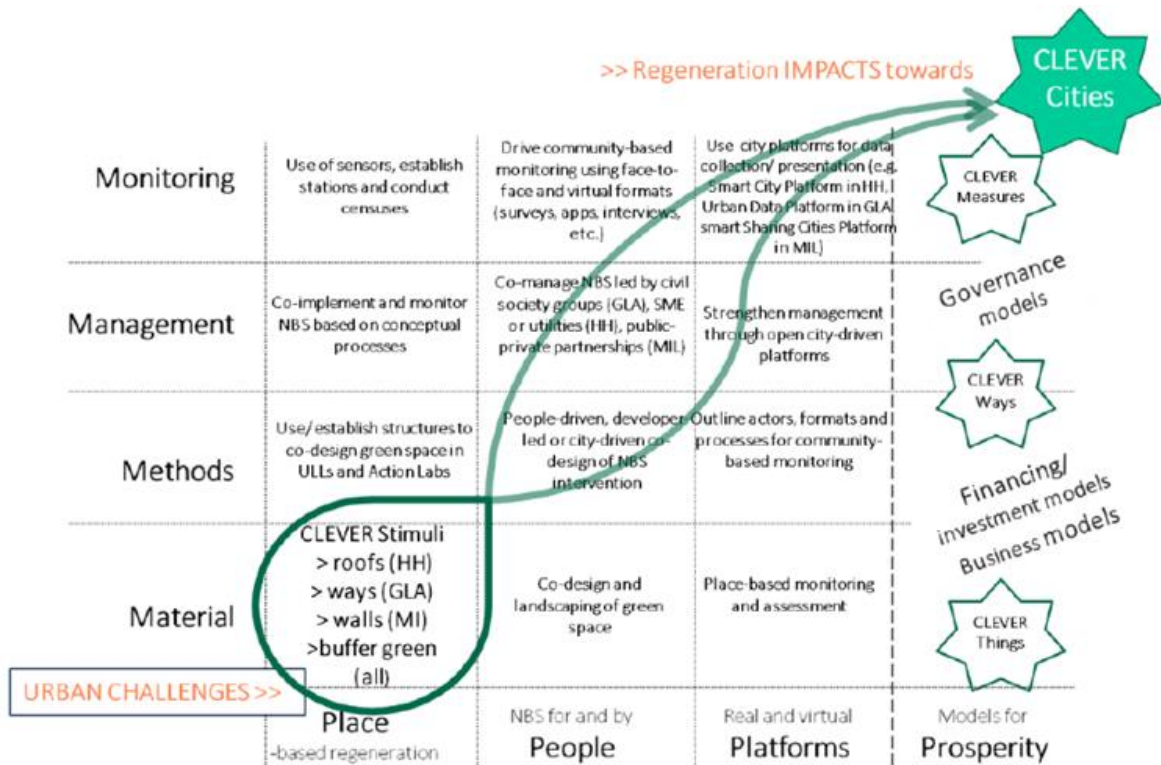 >> Regeneration IMPACTS towards
CLEVER
Cities
Monitoring
Use of sensors, establish
stations and conduct
censuses
Drive community-based
monitoring using face-to-
face and virtual formats
(surveys, apps, interviews,
etc.)
Use city platforms for data
collection/ presentation (e.g.
Smart City Platform in HH,
Urban Data Platform in GLA
smart Sharing Cities Platform
in MIL)
CLEVER
Measures
Governance
models
Management
Co-implement and monitor
NBS based on conceptual
processes
Co-manage NBS led by civil
society groups (GLA), SME
or utilities (HH), public-
private partnerships (MIL)
Strengthen management
through open city-driven
platforms
CLEVER
Ways
Methods
Use/ establish structures to
co-design green space in
ULLs and Action Labs
People-driven, developer
led or city-driven co-
design of NBS
intervention
Outline actors, formats and
processes for community-
based monitoring
Financing/
investment models
Business models
Material
CLEVER Stimuli
> roofs (HH)
> ways (GLA)
> walls (MI)
>buffer green
(all)
Co-design and
landscaping of green
space
Place-based monitoring
and assessment
CLEVER
Things
URBAN CHALLENGES >>
Place
-based regeneration
NBS for and by
People
Real and virtual
Platforms
Models for
Prosperity